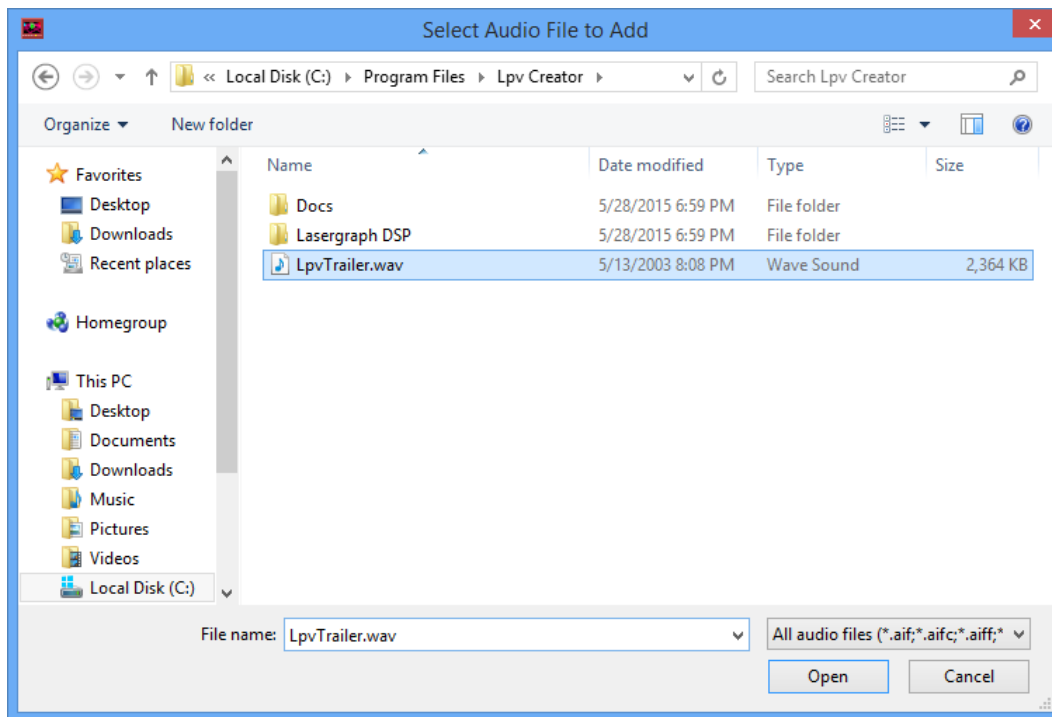 Select Audio File to Add
« Local Disk (C:) Program Files Lpv Creator
Search Lpv Creator
Organize New folder
Name Date modified Type Size
Favorites
Desktop
Downloads
Recent places
Homegroup
This PC
Desktop
Documents
Downloads
Music
Pictures
Videos
Local Disk (C:)
Docs 5/28/2015 6:59 PM File folder
Lasergraph DSP 5/28/2015 6:59 PM File folder
LpvTrailer.wav 5/13/2003 8:08 PM Wave Sound 2,364 KB
File name: LpvTrailer.wav All audio files (*.aif;*.aifc;*.aiff;*
Open Cancel